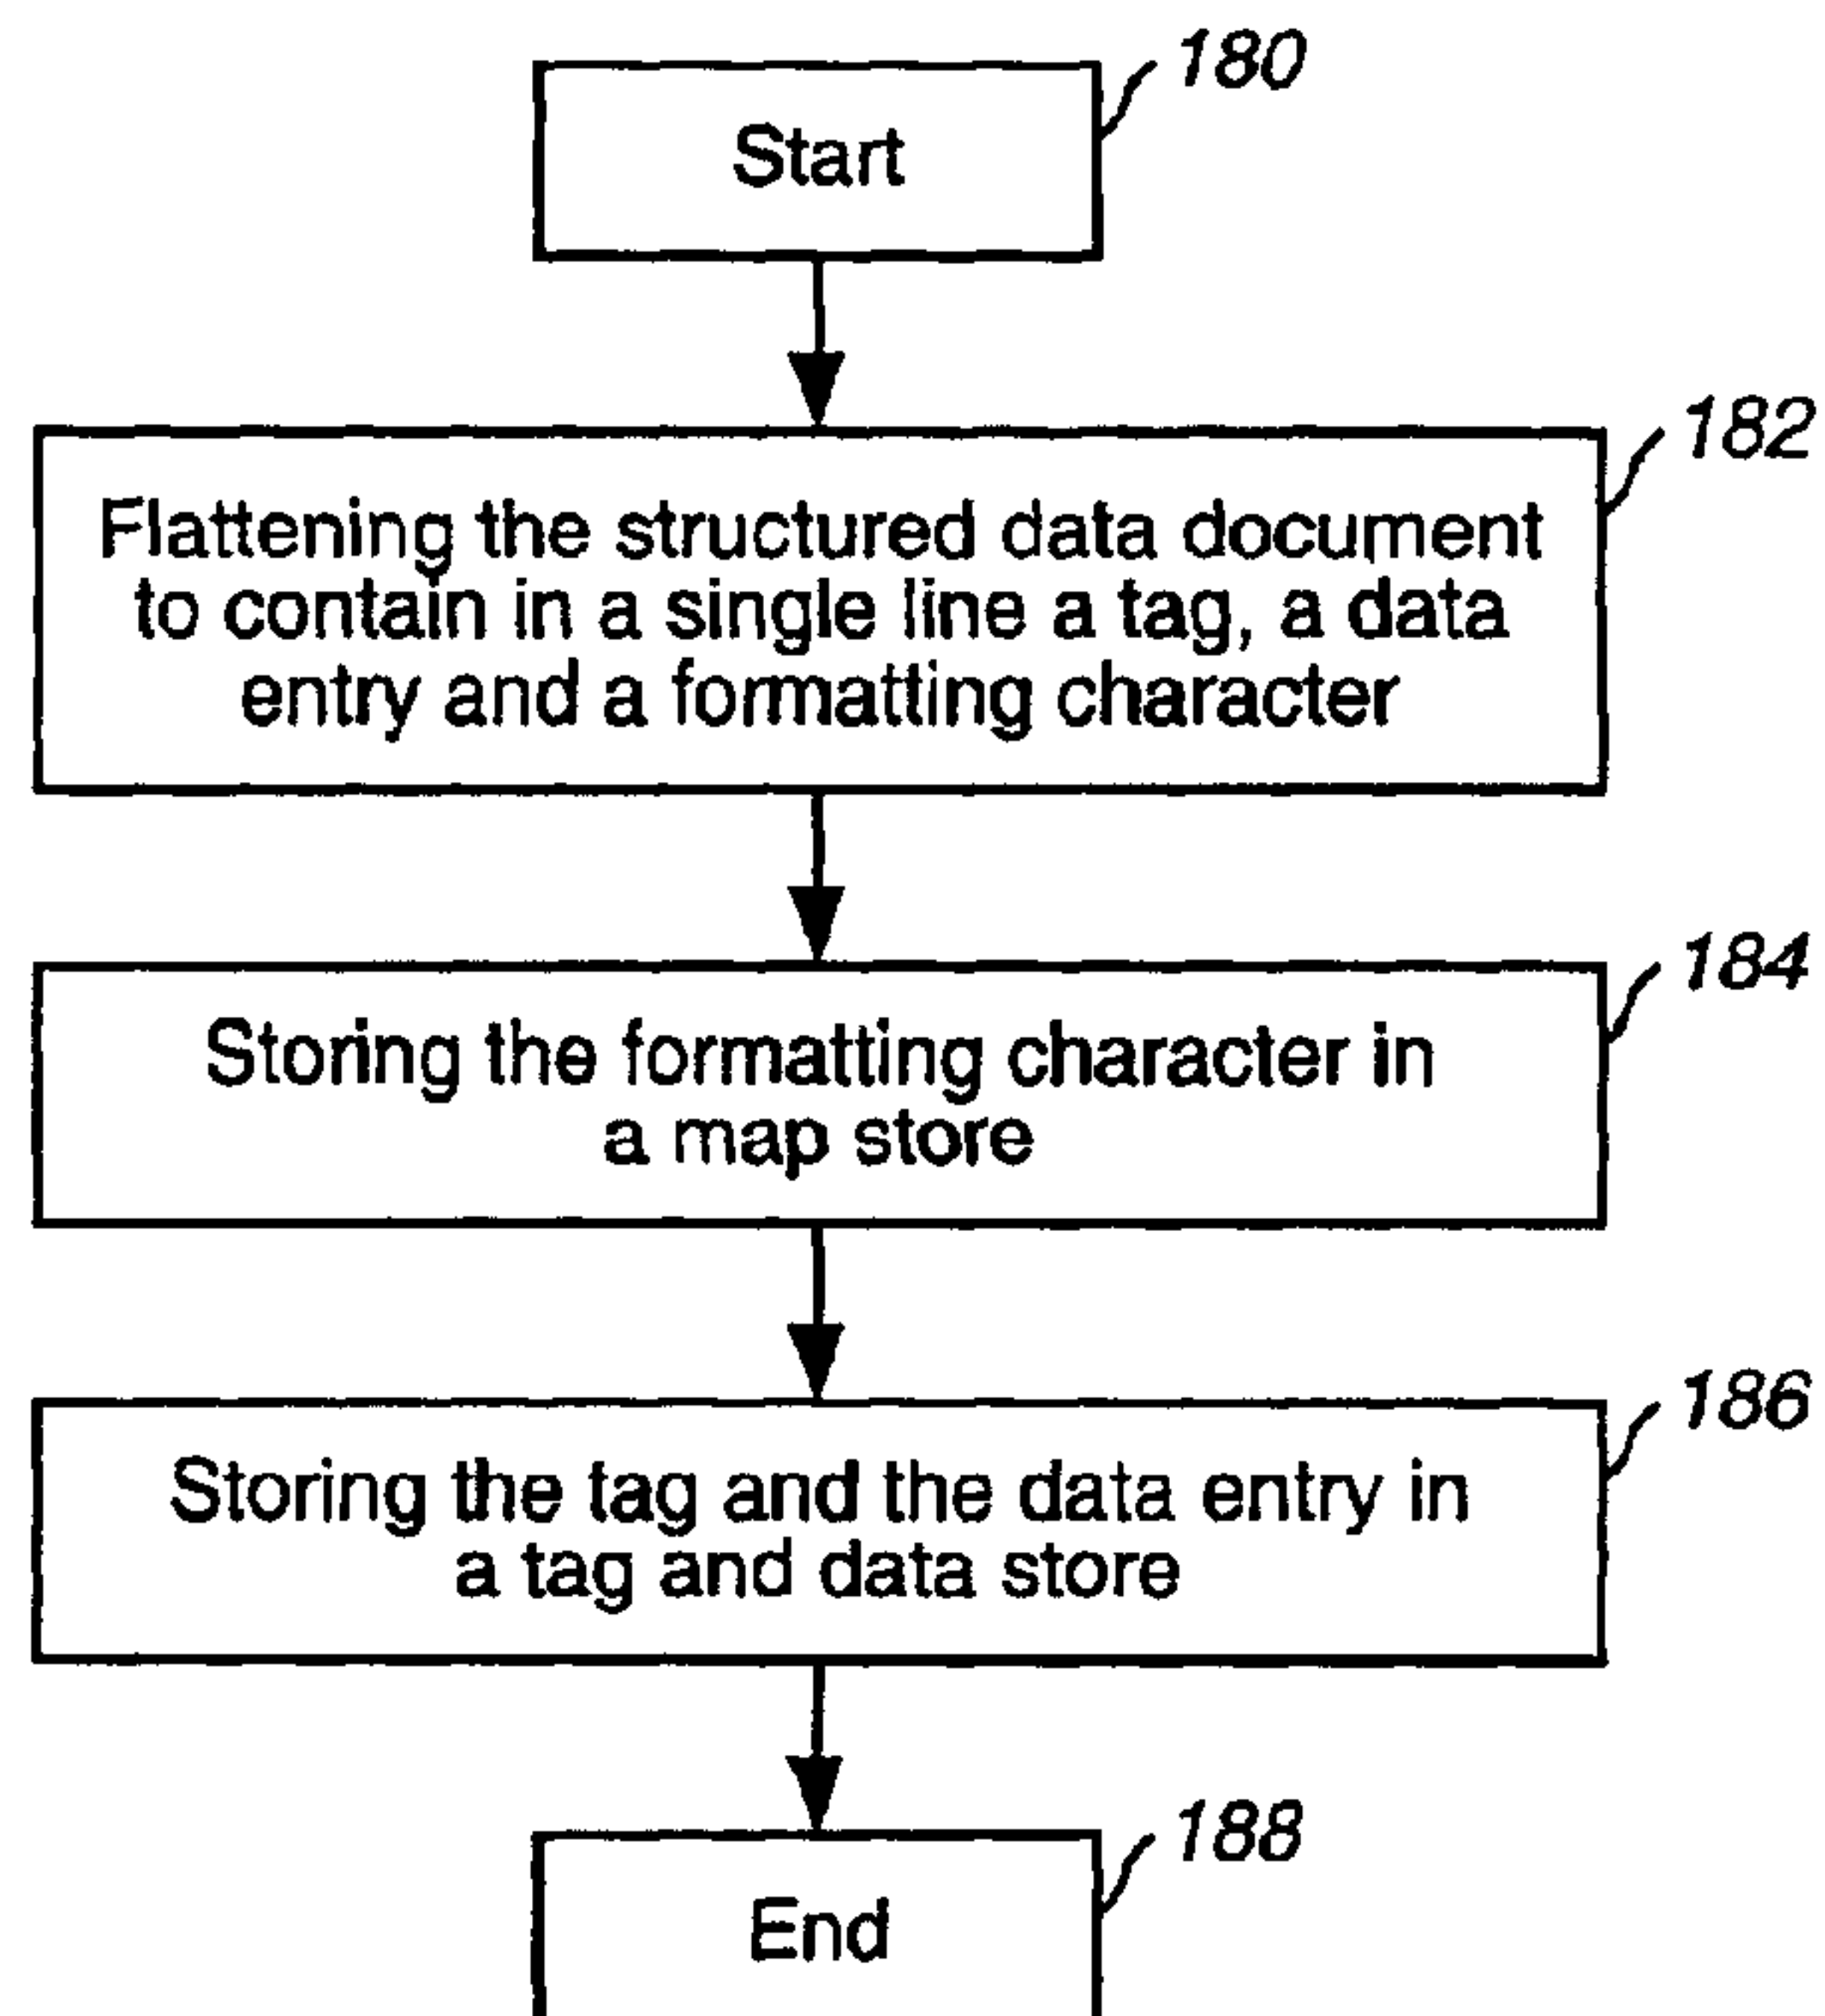 180
Start
182
Flattening the structured data document
to contain in a single line a tag, a data
entry and a formatting character
184
Storing the formatting character in
a map store
186
Storing the tag and the data entry in
a tag and data store
188
End